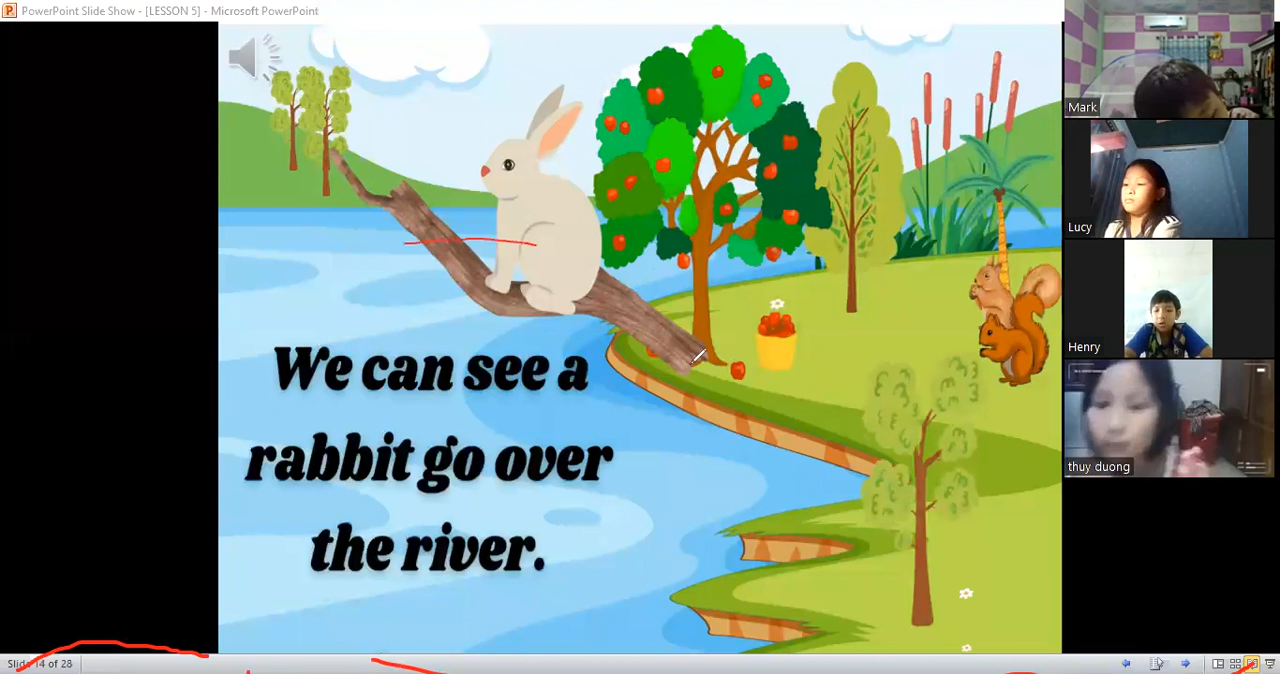 PowerPoint Slide Show - [LESSON 5] - Microsoft PowerPoint
We can see a
rabbit go over
the river.
Mark
Lucy
Henry
thuy duong
Slide 14 of 28